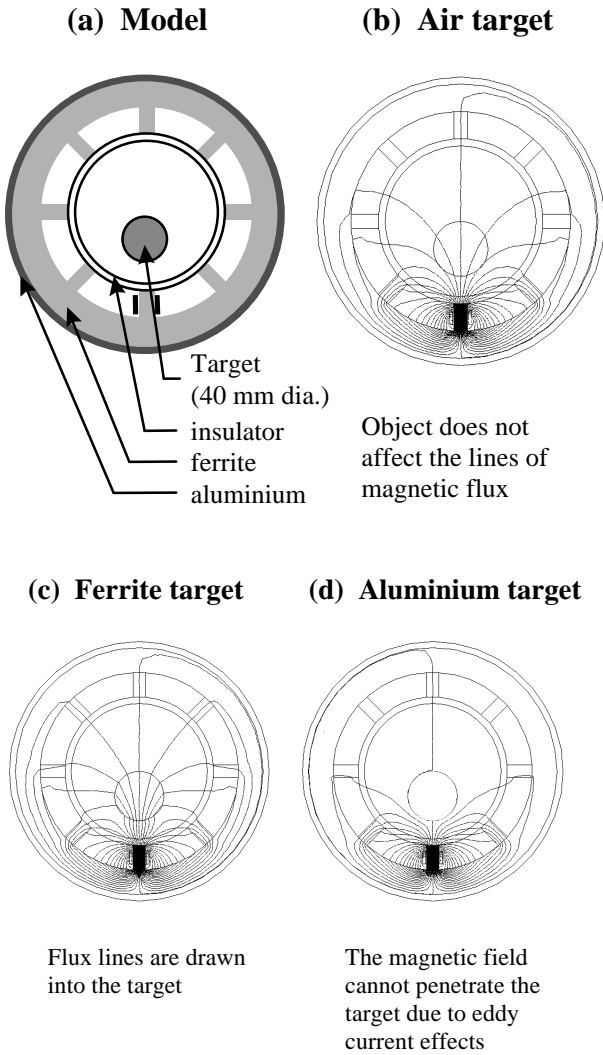 (a) Model
(b) Air target
Target
(40 mm dia.)
insulator
ferrite
aluminium
Object does not
affect the lines of
magnetic flux
(c) Ferrite target
(d) Aluminium target
Flux lines are drawn
into the target
The magnetic field
cannot penetrate the
target due to eddy
current effects